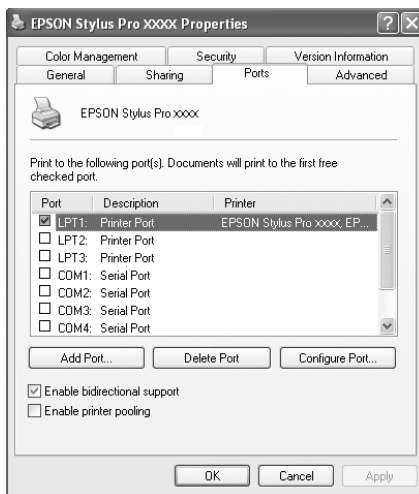 EPSON Stylus Pro XXXX Properties
Color Management Security Version Information
General Sharing Ports Advanced
EPSON Stylus Pro xxxx
Print to the following port(s). Documents will print to the first free
checked port.
Port Description Printer
LPT1: Printer Port EPSON Stylus Pro xxxx, EP...
LPT2: Printer Port
LPT3: Printer Port
COM1: Serial Port
COM2: Serial Port
COM3: Serial Port
COM4: Serial Port
Add Port... Delete Port Configure Port...
Enable bidirectional support
Enable printer pooling
OK Cancel Apply